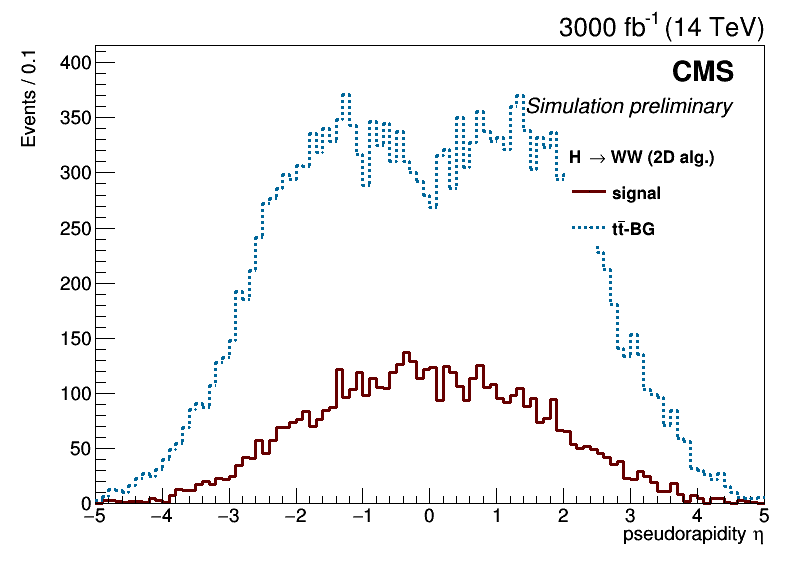 3000 fb⁻¹ (14 TeV)
Events / 0.1
400
350
300
250
200
150
100
50
0
CMS
Simulation preliminary
H → WW (2D alg.)
signal
tt̄-BG
−5 −4 −3 −2 −1 0 1 2 3 4 5
pseudorapidity η